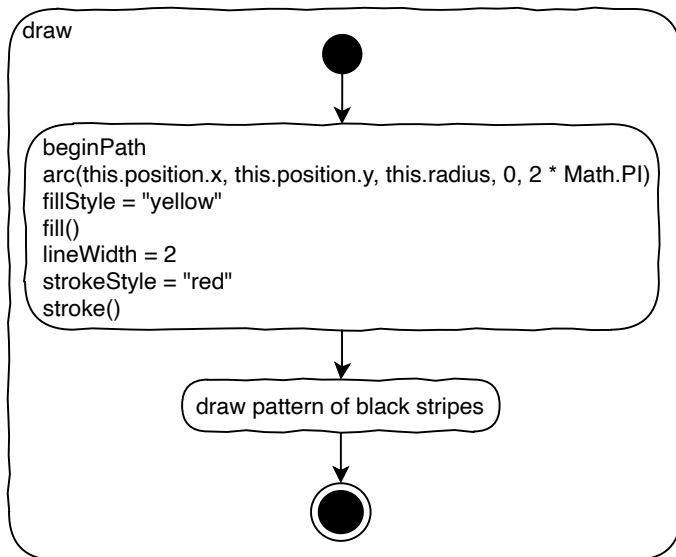 draw
beginPath
arc(this.position.x, this.position.y, this.radius, 0, 2 * Math.PI)
fillStyle = "yellow"
fill()
lineWidth = 2
strokeStyle = "red"
stroke()
draw pattern of black stripes